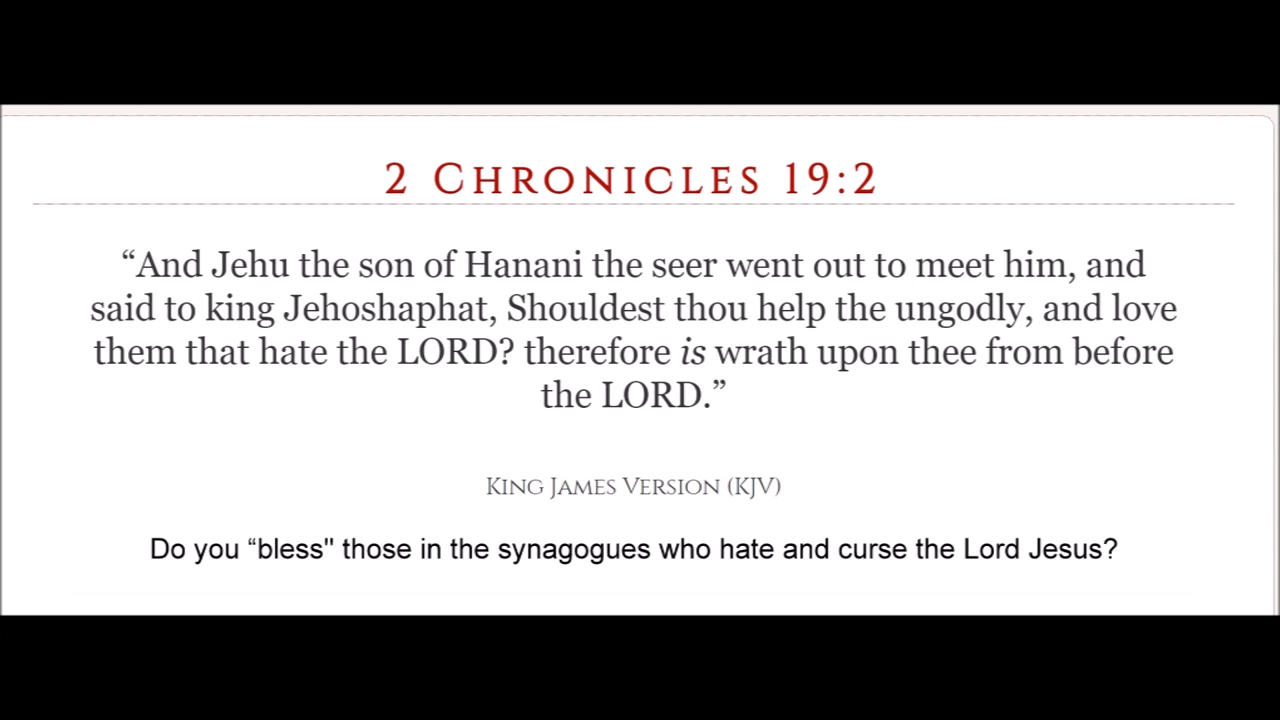 2 Chronicles 19:2
“And Jehu the son of Hanani the seer went out to meet him, and
said to king Jehoshaphat, Shouldest thou help the ungodly, and love
them that hate the LORD? therefore is wrath upon thee from before
the LORD.”
King James Version (KJV)
Do you “bless" those in the synagogues who hate and curse the Lord Jesus?